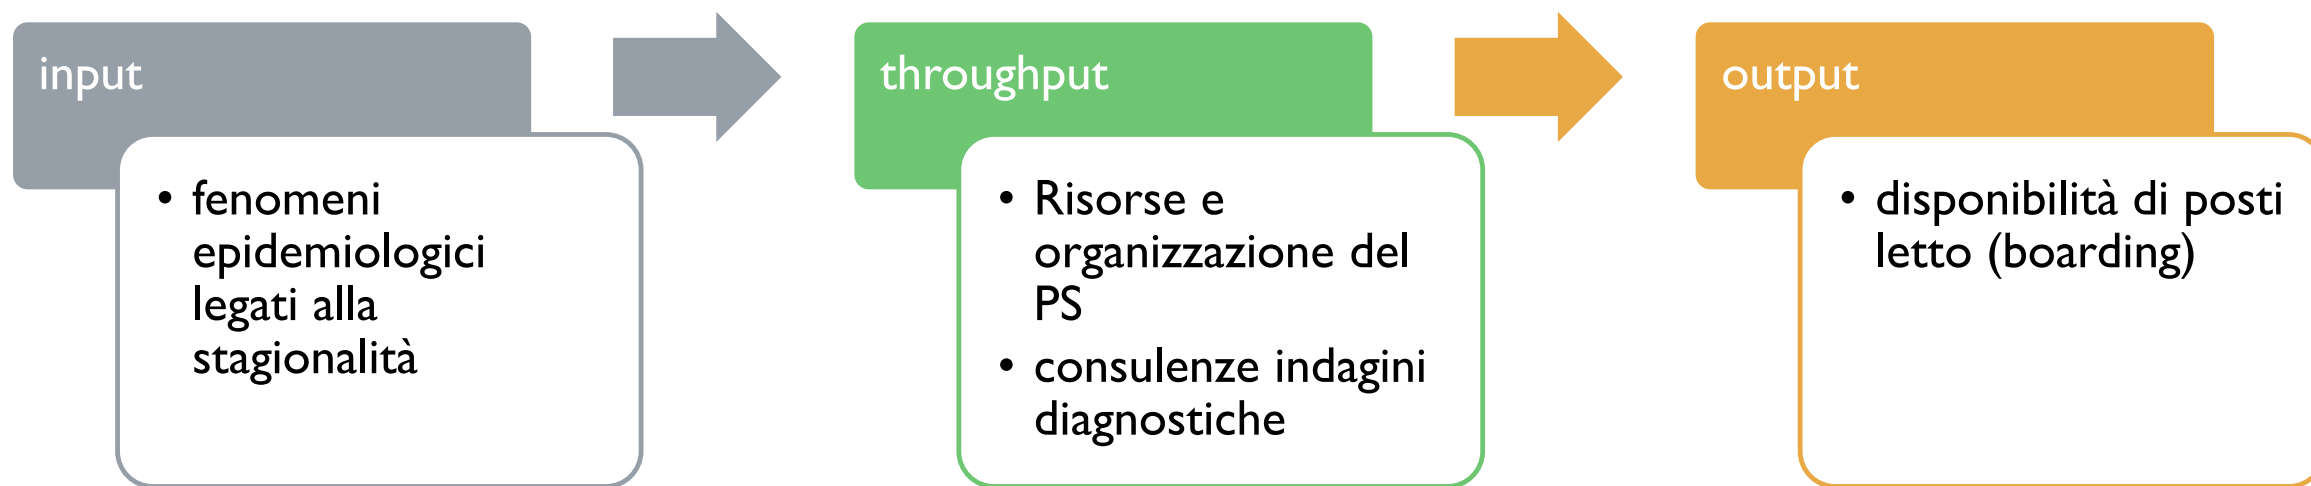 input
• fenomeni
epidemiologici
legati alla
stagionalità
throughput
• Risorse e
organizzazione del
PS
• consulenze indagini
diagnostiche
output
• disponibilità di posti
letto (boarding)